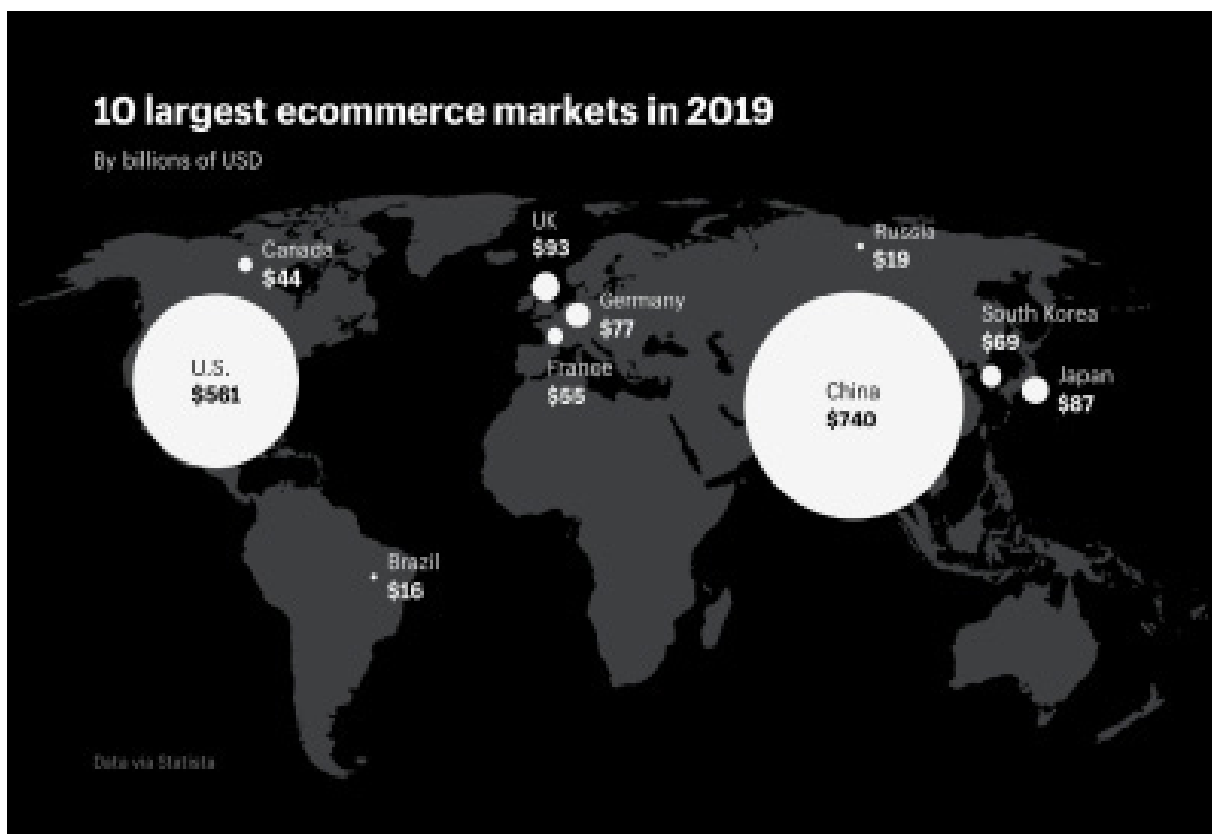 10 largest ecommerce markets in 2019
By billions of USD
UK
$93
Russia
$19
Canada
$44
Germany
$77
South Korea
$69
U.S.
$561
France
$55
China
$740
Japan
$87
Brazil
$16
Data via Statista